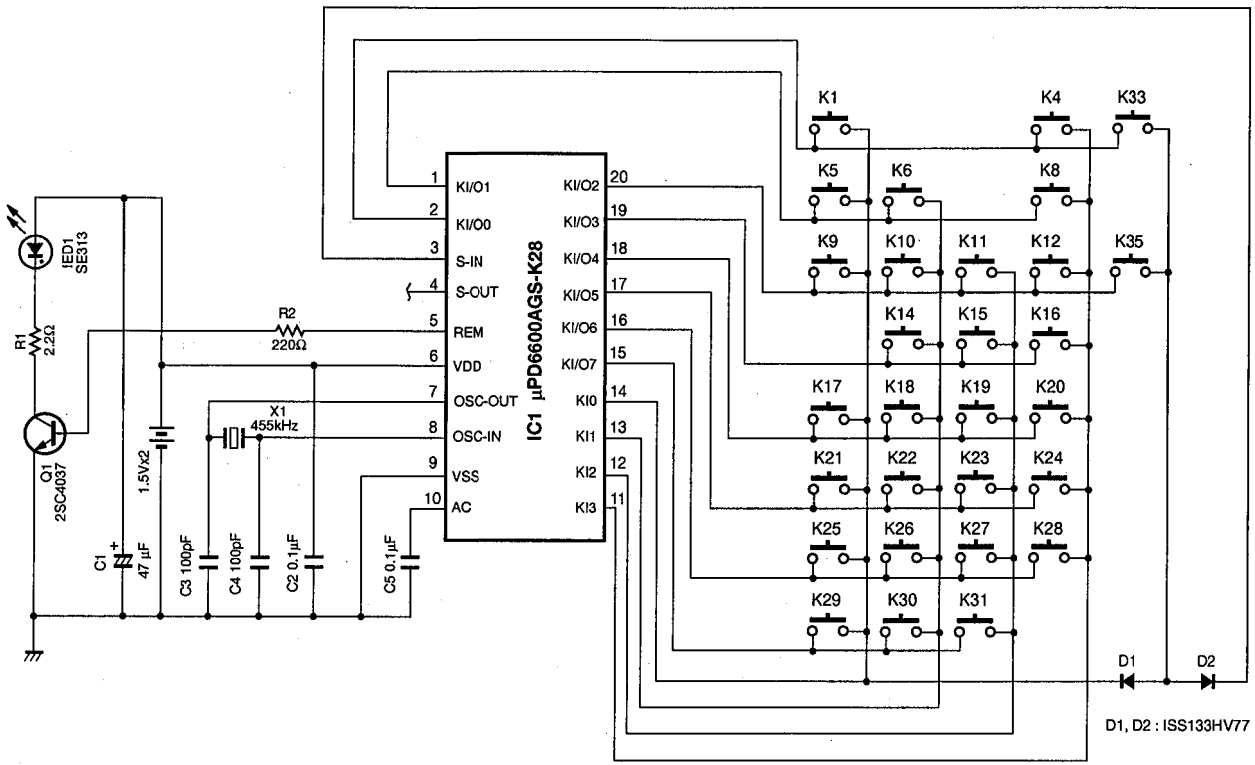 K1 K4 K33
K5 K6 K8
K9 K10 K11 K12 K35
K14 K15 K16
K17 K18 K19 K20
K21 K22 K23 K24
K25 K26 K27 K28
K29 K30 K31
1 KI/O1
2 KI/O0
3 S-IN
4 S-OUT
5 REM
6 VDD
7 OSC-OUT
8 OSC-IN
9 VSS
10 AC
IC1 µPD6600AGS-K28
KI/O2 20
KI/O3 19
KI/O4 18
KI/O5 17
KI/O6 16
KI/O7 15
KI0 14
KI1 13
KI2 12
KI3 11
IED1
SE313
R1
2.2Ω
R2
220Ω
Q1
2SC4037
1.5Vx2
X1
455kHz
C1
+
47 µF
C3 100pF
C4 100pF
C2 0.1µF
C5 0.1µF
D1 D2
D1, D2 : ISS133HV77